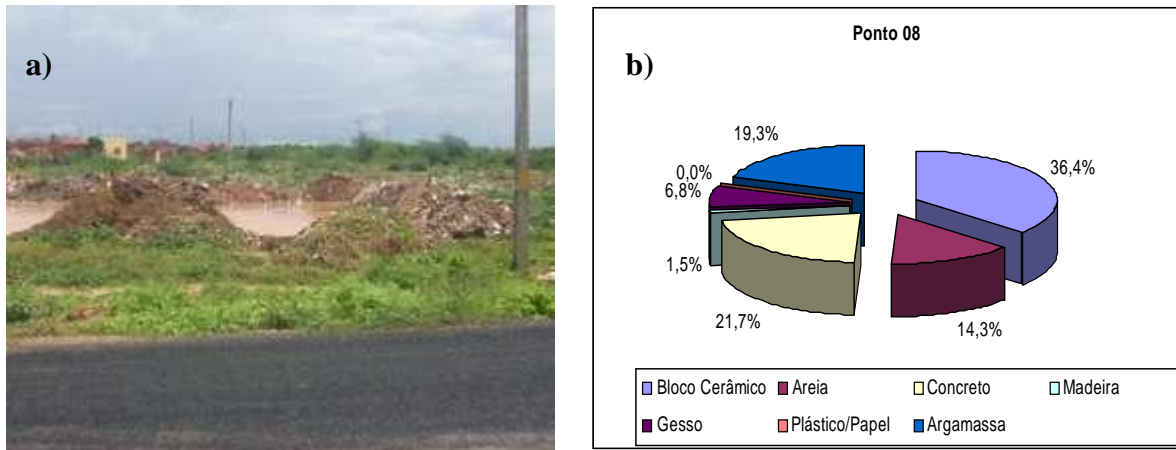 a)
b)
Ponto 08
19,3%
36,4%
0,0%
6,8%
1,5%
21,7%
14,3%
Bloco Cerâmico Areia Concreto Madeira
Gesso Plástico/Papel Argamassa